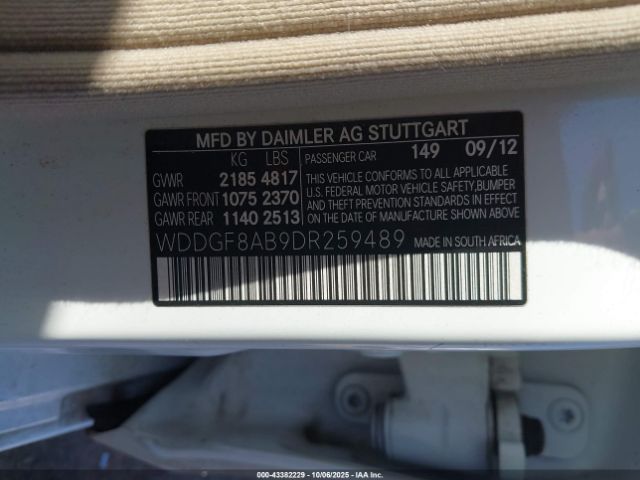 MFD BY DAIMLER AG STUTTGART
KG LBS PASSENGER CAR 149 09/12
GVWR 2185 4817
GAWR FRONT 1075 2370
GAWR REAR 1140 2513
THIS VEHICLE CONFORMS TO ALL APPLICABLE
U.S. FEDERAL MOTOR VEHICLE SAFETY,BUMPER
AND THEFT PREVENTION STANDARDS IN EFFECT
ON THE DATE OF MANUFACTURE SHOWN ABOVE
WDDGF8AB9DR259489 MADE IN SOUTH AFRICA
000-43382229 - 10/06/2025 - IAA Inc.